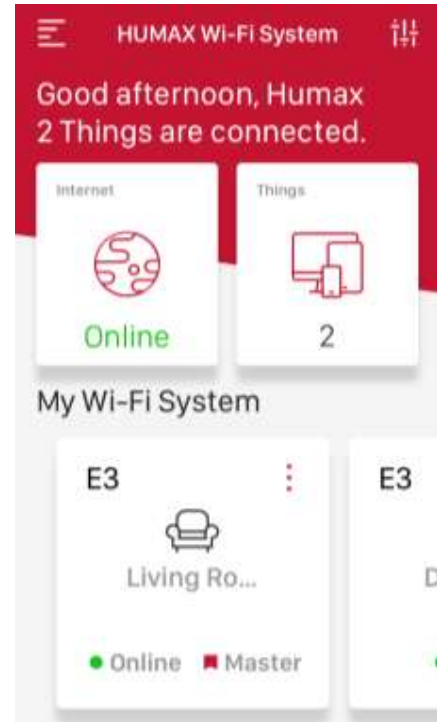 HUMAX Wi-Fi System
Good afternoon, Humax
2 Things are connected.
Internet
Things
Online
2
My Wi-Fi System
E3
E3
Living Ro...
D
Online
Master